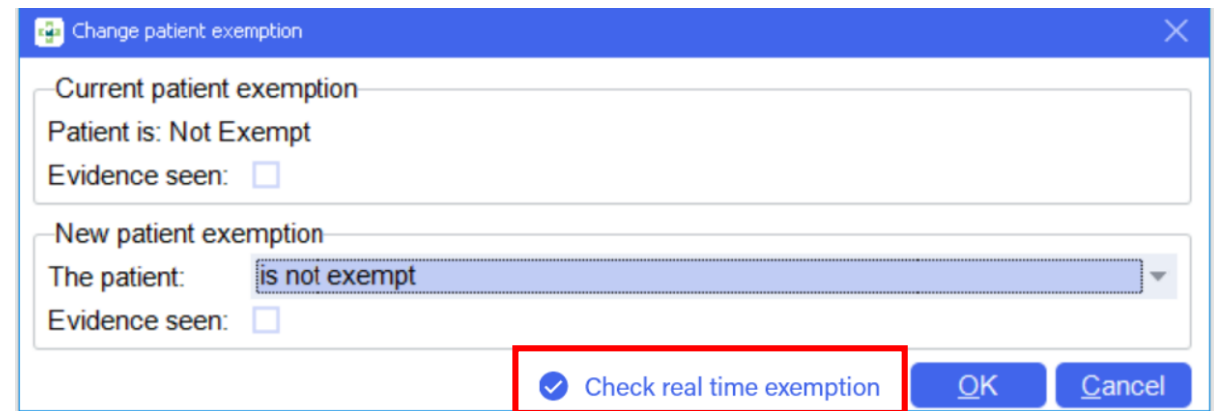 Change patient exemption
Current patient exemption
Patient is: Not Exempt
Evidence seen:
New patient exemption
The patient: is not exempt
Evidence seen:
Check real time exemption OK Cancel